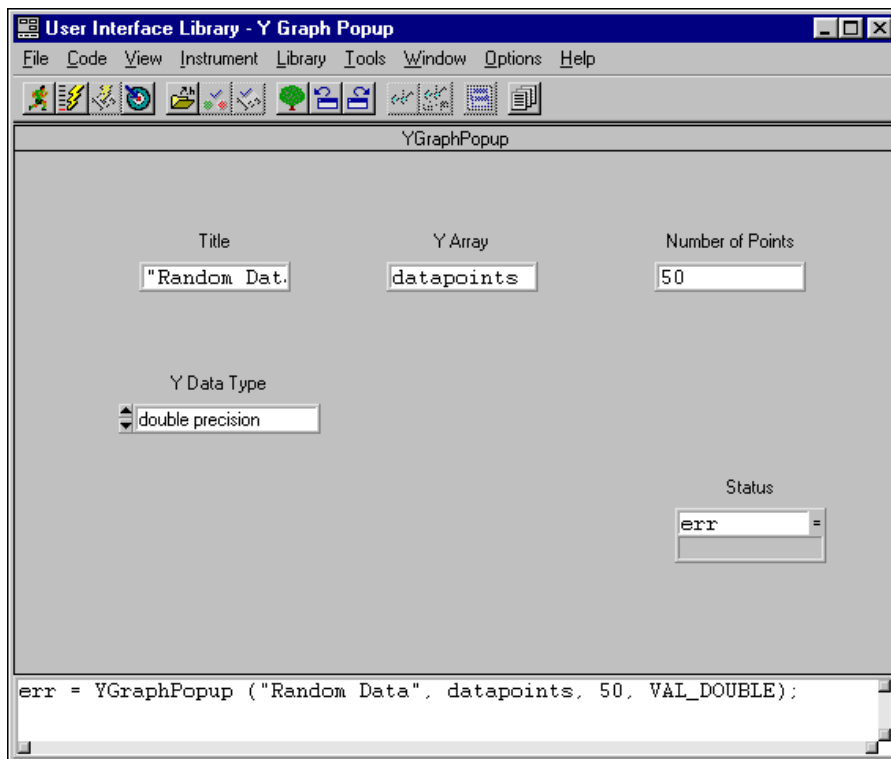 User Interface Library - Y Graph Popup
File Code View Instrument Library Tools Window Options Help
YGraphPopup
Title Y Array Number of Points
"Random Dat. datapoints 50
Y Data Type
double precision
Status
err =
err = YGraphPopup ("Random Data", datapoints, 50, VAL_DOUBLE);